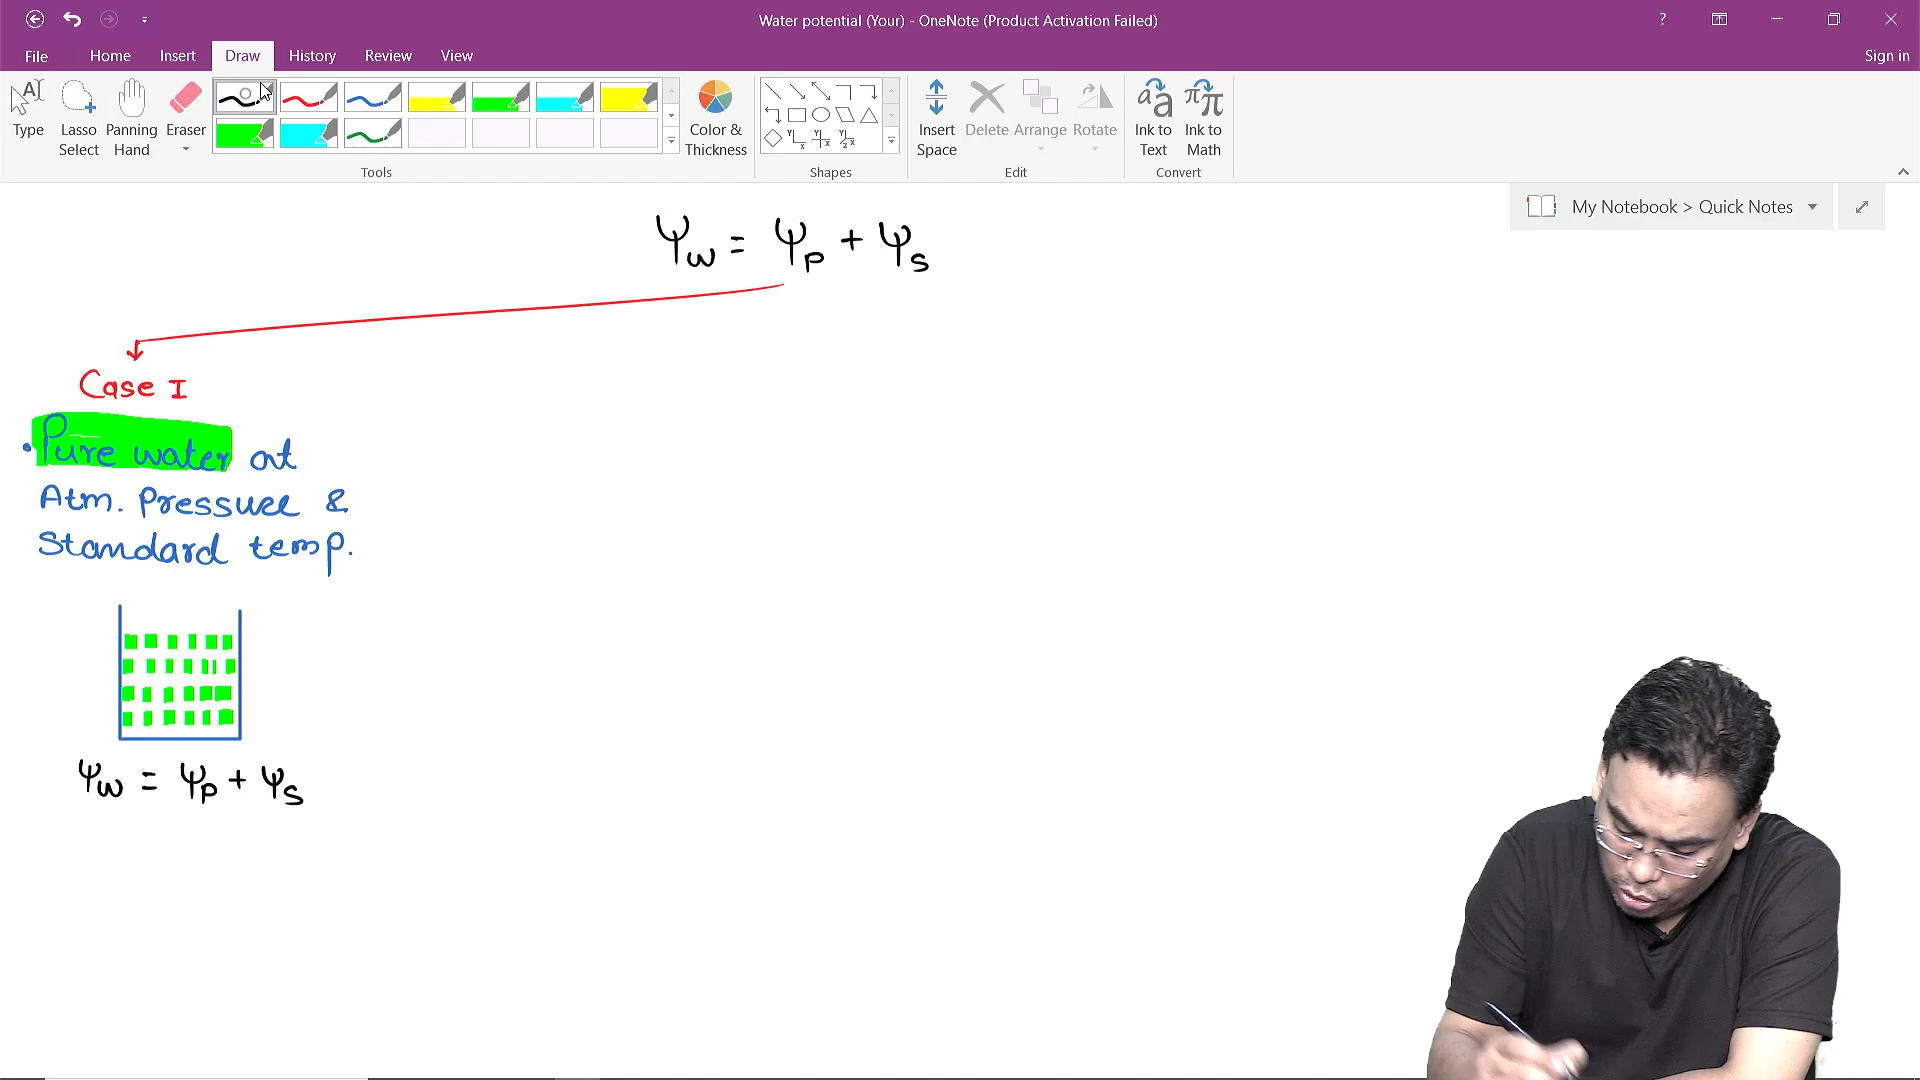 Water potential (Your) - OneNote (Product Activation Failed)
?
File Home Insert Draw History Review View
Sign in
Type
Lasso Select
Panning Hand
Eraser
Color & Thickness
Insert Space
Delete
Arrange
Rotate
Ink to Text
Ink to Math
Tools
Shapes
Edit
Convert
My Notebook > Quick Notes
Ψw = Ψp + Ψs
Case I
• Pure water at
Atm. Pressure &
Standard temp.
Ψw = Ψp + Ψs